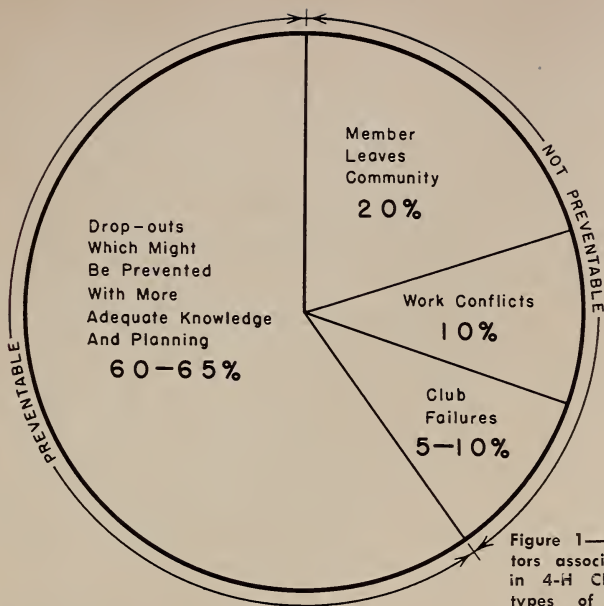 Member
Leaves
Community
20%
NOT PREVENTABLE
Drop-outs
Which Might
Be Prevented
With More
Adequate Knowledge
And Planning
60-65%
Work Conflicts
10%
Club
Failures
5-10%
PREVENTABLE
Figure 1—
tors associ
in 4-H Cl
types of